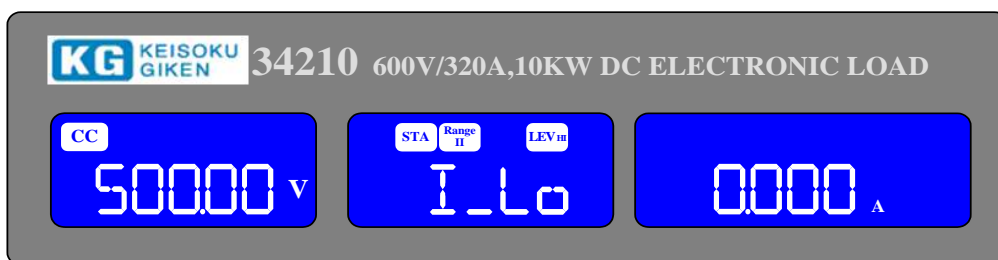 KG KEISOKU GIKEN 34210 600V/320A,10KW DC ELECTRONIC LOAD
CC
500.00 V
STA Range II LEV HI
I_Lo
0.000 A